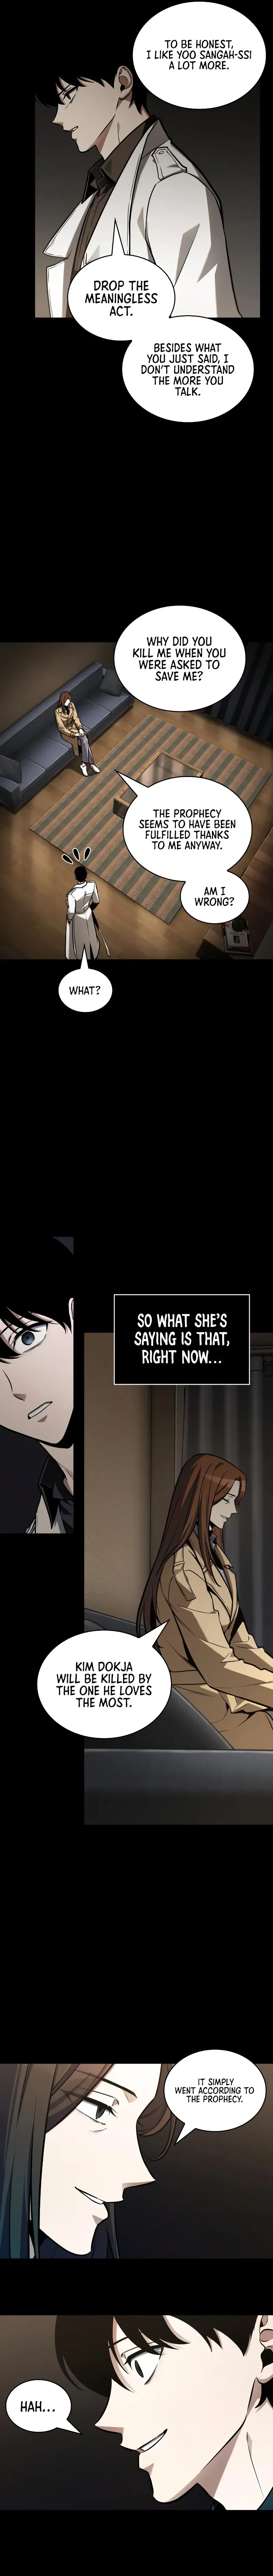 TO BE HONEST,
I LIKE YOO SANGAH-SSI
A LOT MORE.
DROP THE
MEANINGLESS
ACT.
BESIDES WHAT
YOU JUST SAID, I
DON'T UNDERSTAND
THE MORE YOU
TALK.
WHY DID YOU
KILL ME WHEN YOU
WERE ASKED TO
SAVE ME?
THE PROPHECY
SEEMS TO HAVE BEEN
FULFILLED THANKS
TO ME ANYWAY.
AM I
WRONG?
WHAT?
SO WHAT SHE'S
SAYING IS THAT,
RIGHT NOW...
KIM DOKJA
WILL BE KILLED BY
THE ONE HE LOVES
THE MOST.
IT SIMPLY
WENT ACCORDING TO
THE PROPHECY.
HAH...